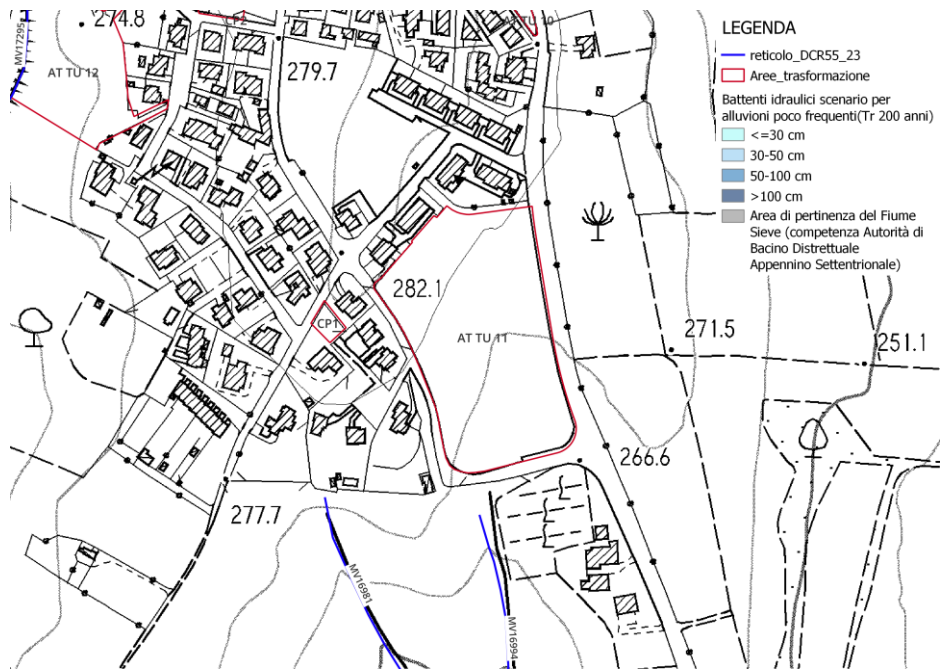 274.8
CP2
AT TU 10
MV17295
AT TU 12
279.7
282.1
CP1
AT TU 11
271.5
251.1
266.6
277.7
MV16981
MV16994
LEGENDA
reticolo_DCR55_23
Aree_trasformazione
Battenti idraulici scenario per
alluvioni poco frequenti(Tr 200 anni)
<=30 cm
30-50 cm
50-100 cm
>100 cm
Area di pertinenza del Fiume
Sieve (competenza Autorità di
Bacino Distrettuale
Appennino Settentrionale)